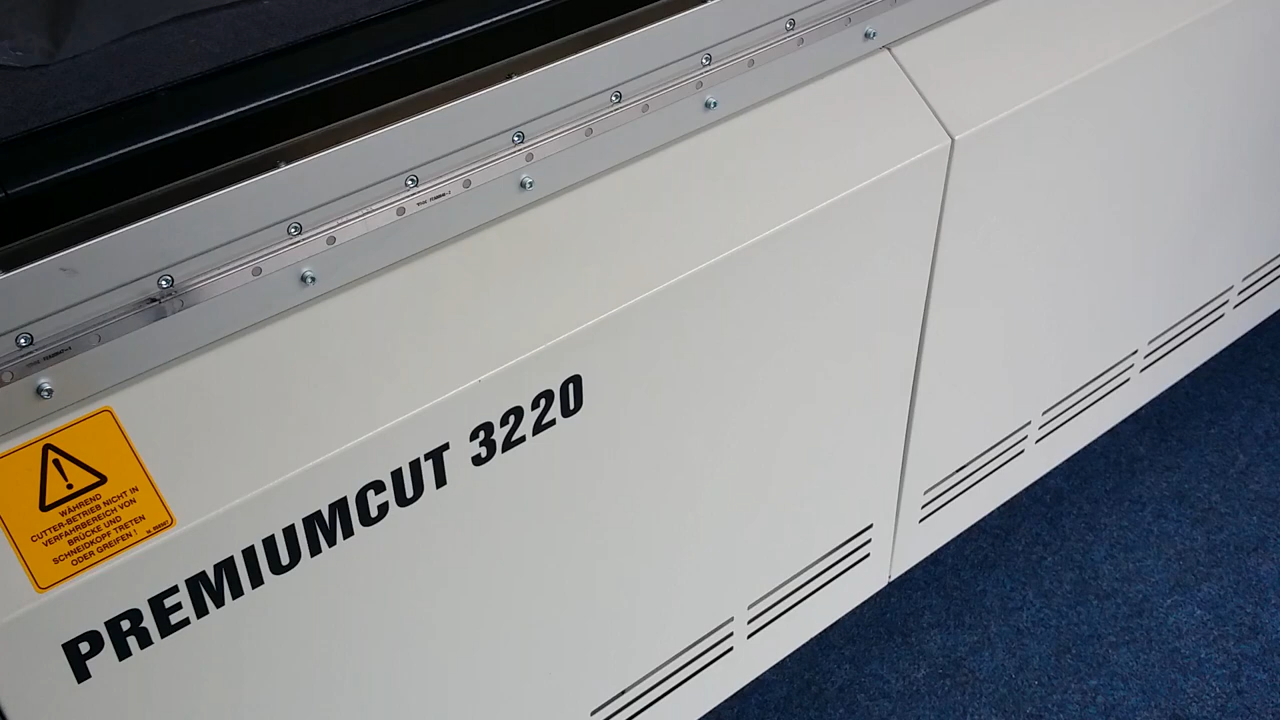 WÄHREND
CUTTER-BETRIEB NICHT IN
VERFAHRBEREICH VON
BRÜCKE UND
SCHNEIDKOPF TRETEN
ODER GREIFEN !
PREMIUMCUT 3220